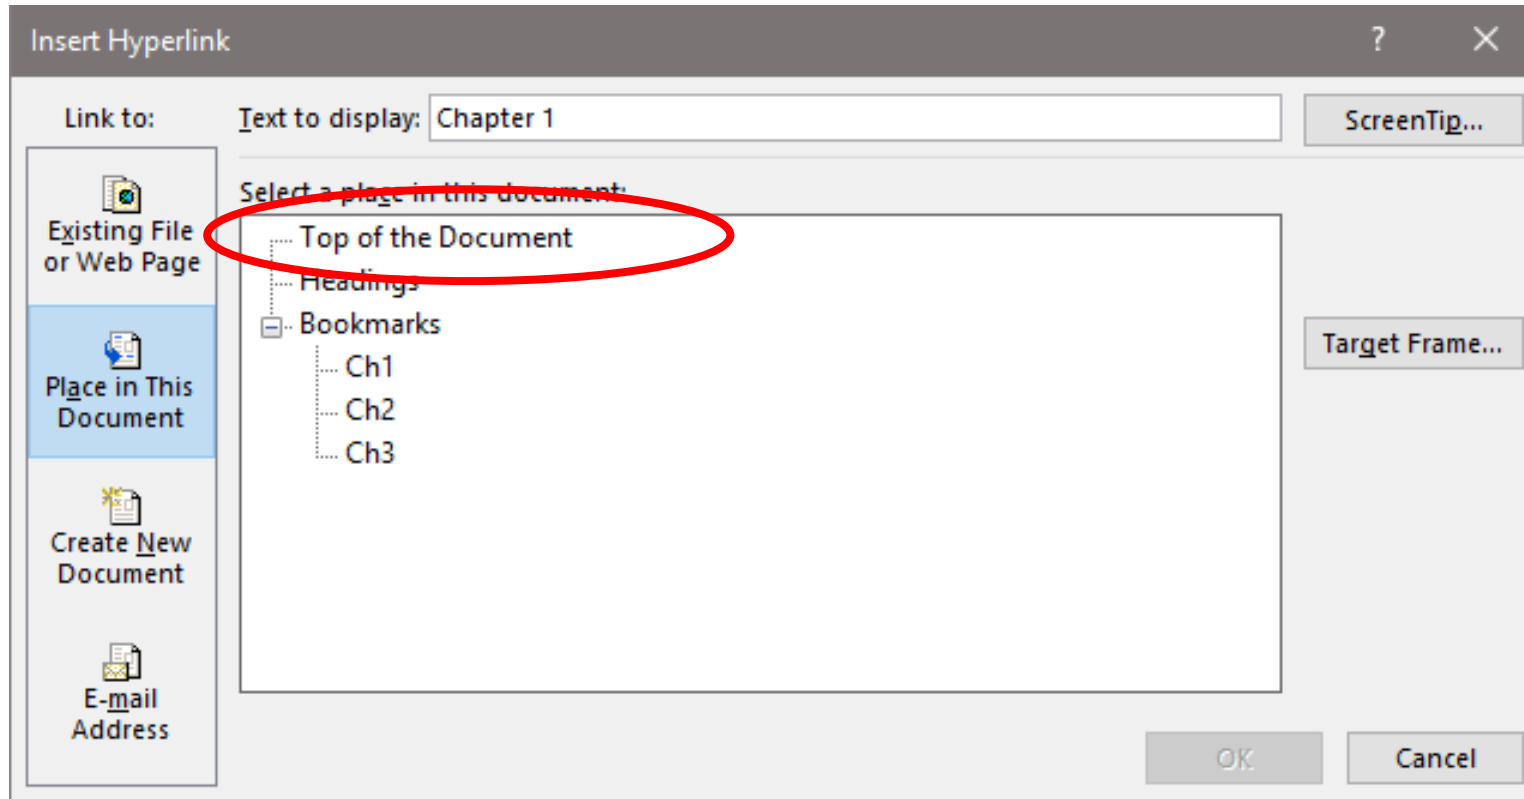 Insert Hyperlink
?
Link to:
Text to display: Chapter 1
ScreenTip...
Existing File
or Web Page
Place in This
Document
Create New
Document
E-mail
Address
Select a place in this document:
Top of the Document
Headings
Bookmarks
Ch1
Ch2
Ch3
Target Frame...
OK
Cancel